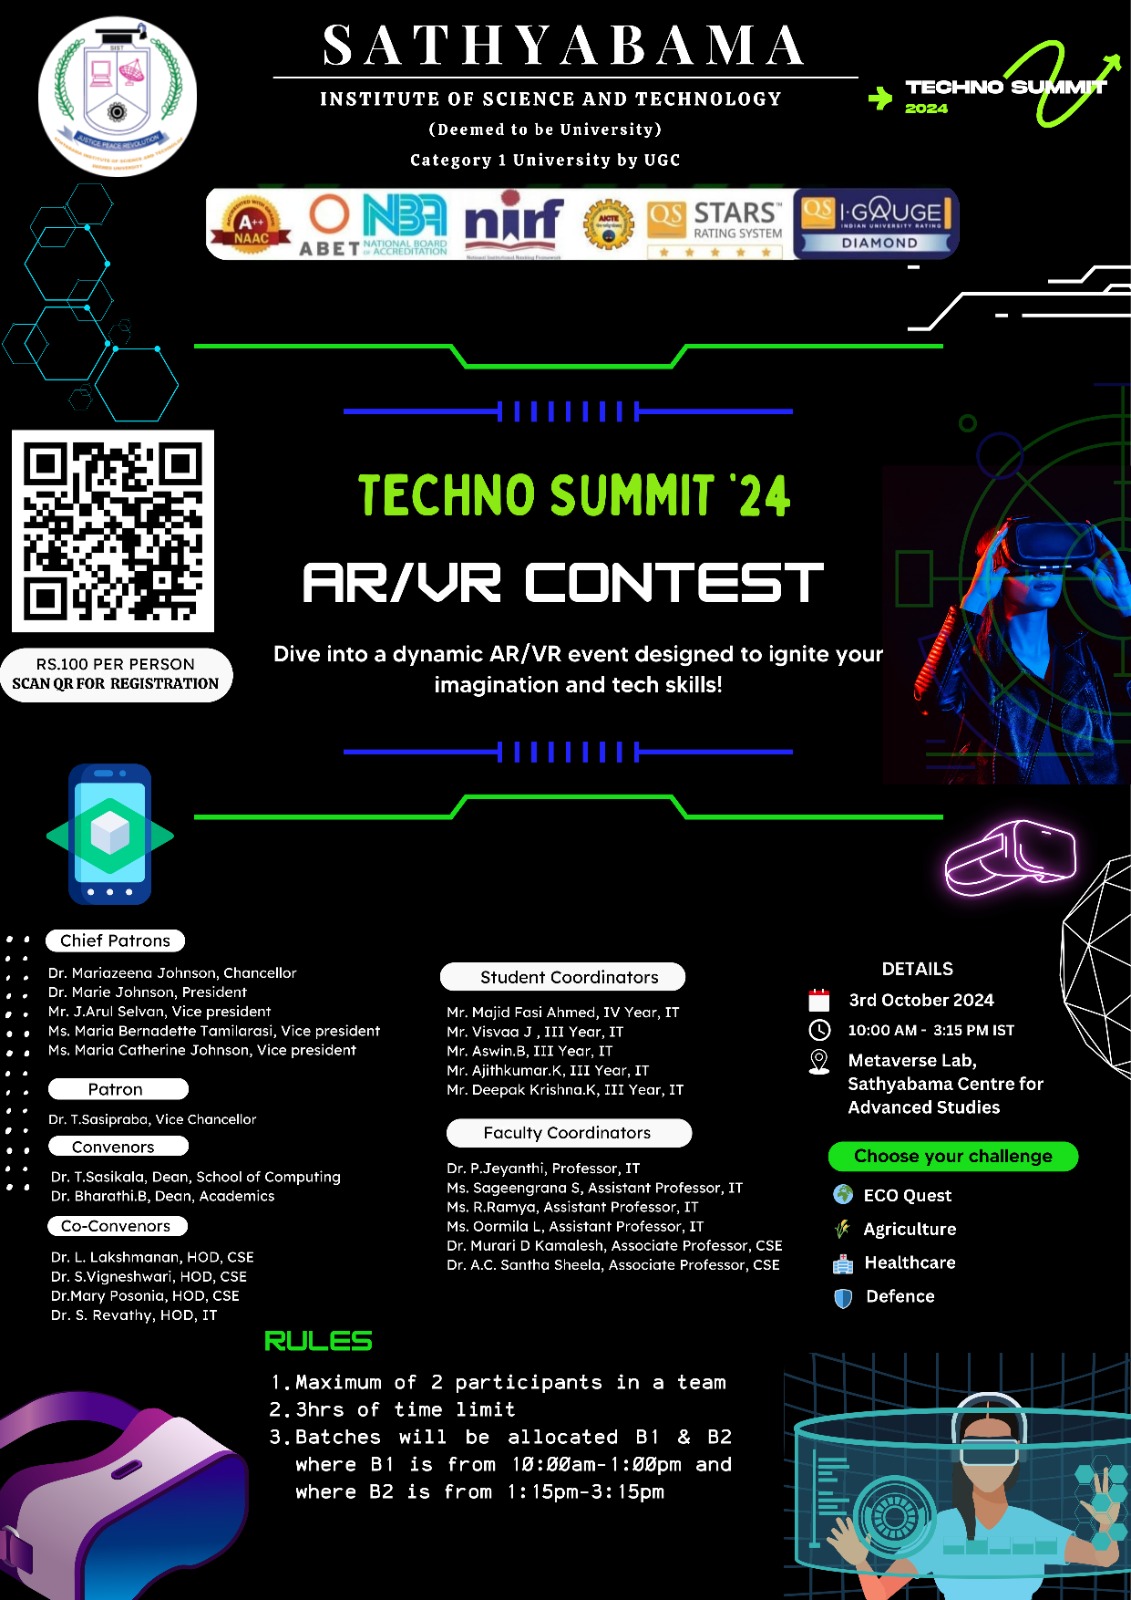 SATHYABAMA
INSTITUTE OF SCIENCE AND TECHNOLOGY
(Deemed to be University)
Category 1 University by UGC
SIST
JUSTICE PEACE REVOLUTION
TECHNO SUMMIT
2024
A++
NAAC
ABET
NBA
NATIONAL BOARD
OF ACCREDITATION
nirf
National Institutional Ranking Framework
AICTE
QS
STARS™
RATING SYSTEM
QS
I·GAUGE
INDIAN UNIVERSITY RATING
DIAMOND
TECHNO SUMMIT '24
AR/VR CONTEST
Dive into a dynamic AR/VR event designed to ignite your
imagination and tech skills!
RS.100 PER PERSON
SCAN QR FOR REGISTRATION
Chief Patrons
Dr. Mariazeena Johnson, Chancellor
Dr. Marie Johnson, President
Mr. J.Arul Selvan, Vice president
Ms. Maria Bernadette Tamilarasi, Vice president
Ms. Maria Catherine Johnson, Vice president
Patron
Dr. T.Sasipraba, Vice Chancellor
Convenors
Dr. T.Sasikala, Dean, School of Computing
Dr. Bharathi.B, Dean, Academics
Co-Convenors
Dr. L. Lakshmanan, HOD, CSE
Dr. S.Vigneshwari, HOD, CSE
Dr.Mary Posonia, HOD, CSE
Dr. S. Revathy, HOD, IT
Student Coordinators
Mr. Majid Fasi Ahmed, IV Year, IT
Mr. Visvaa J , III Year, IT
Mr. Aswin.B, III Year, IT
Mr. Ajithkumar.K, III Year, IT
Mr. Deepak Krishna.K, III Year, IT
Faculty Coordinators
Dr. P.Jeyanthi, Professor, IT
Ms. Sageengrana S, Assistant Professor, IT
Ms. R.Ramya, Assistant Professor, IT
Ms. Oormila L, Assistant Professor, IT
Dr. Murari D Kamalesh, Associate Professor, CSE
Dr. A.C. Santha Sheela, Associate Professor, CSE
DETAILS
3rd October 2024
10:00 AM - 3:15 PM IST
Metaverse Lab,
Sathyabama Centre for
Advanced Studies
Choose your challenge
ECO Quest
Agriculture
Healthcare
Defence
RULES
1.Maximum of 2 participants in a team
2.3hrs of time limit
3.Batches will be allocated B1 & B2
where B1 is from 10:00am-1:00pm and
where B2 is from 1:15pm-3:15pm